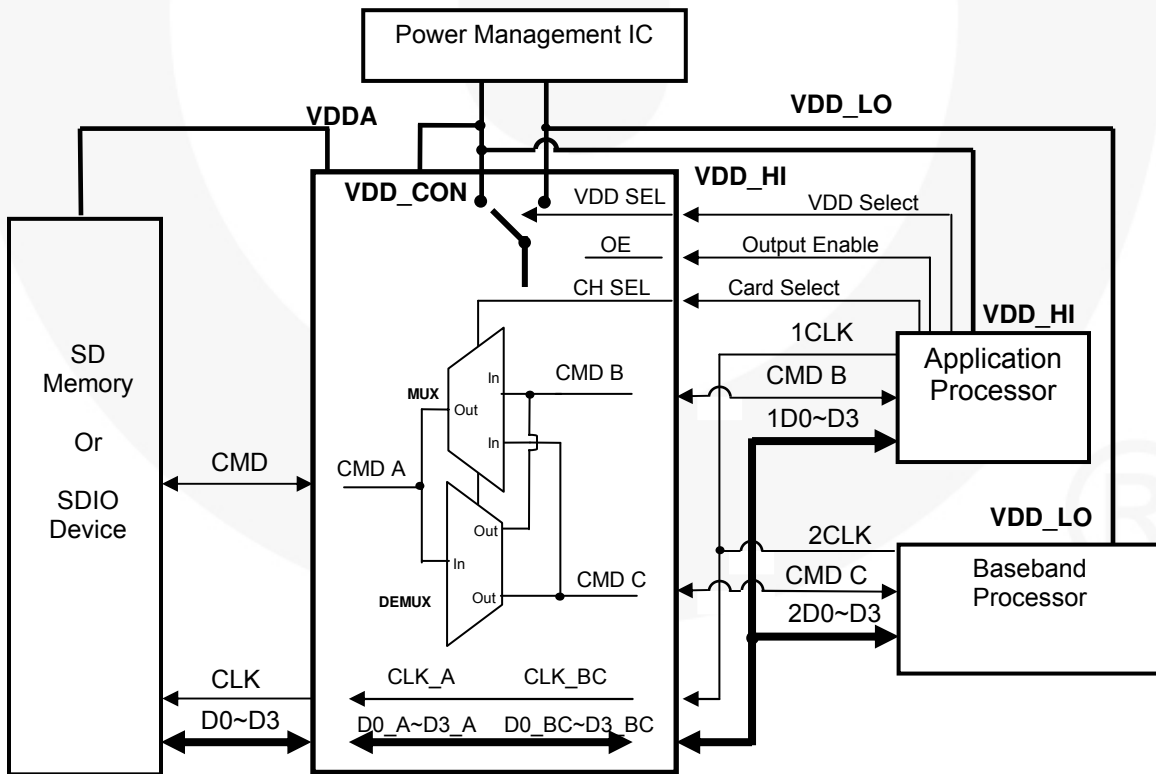 Power Management IC
VDDA
VDD_LO
VDD_CON
VDD_HI
VDD SEL
VDD Select
OE
Output Enable
CH SEL
Card Select
VDD_HI
1CLK
SD
Memory
Or
SDIO
Device
Application
Processor
In
CMD B
CMD B
MUX
Out
In
1D0~D3
CMD
CMD A
VDD_LO
Out
2CLK
In
Baseband
Processor
CMD C
CMD C
DEMUX
Out
2D0~D3
CLK
CLK_A
CLK_BC
D0~D3
D0_A~D3_A
D0_BC~D3_BC
®